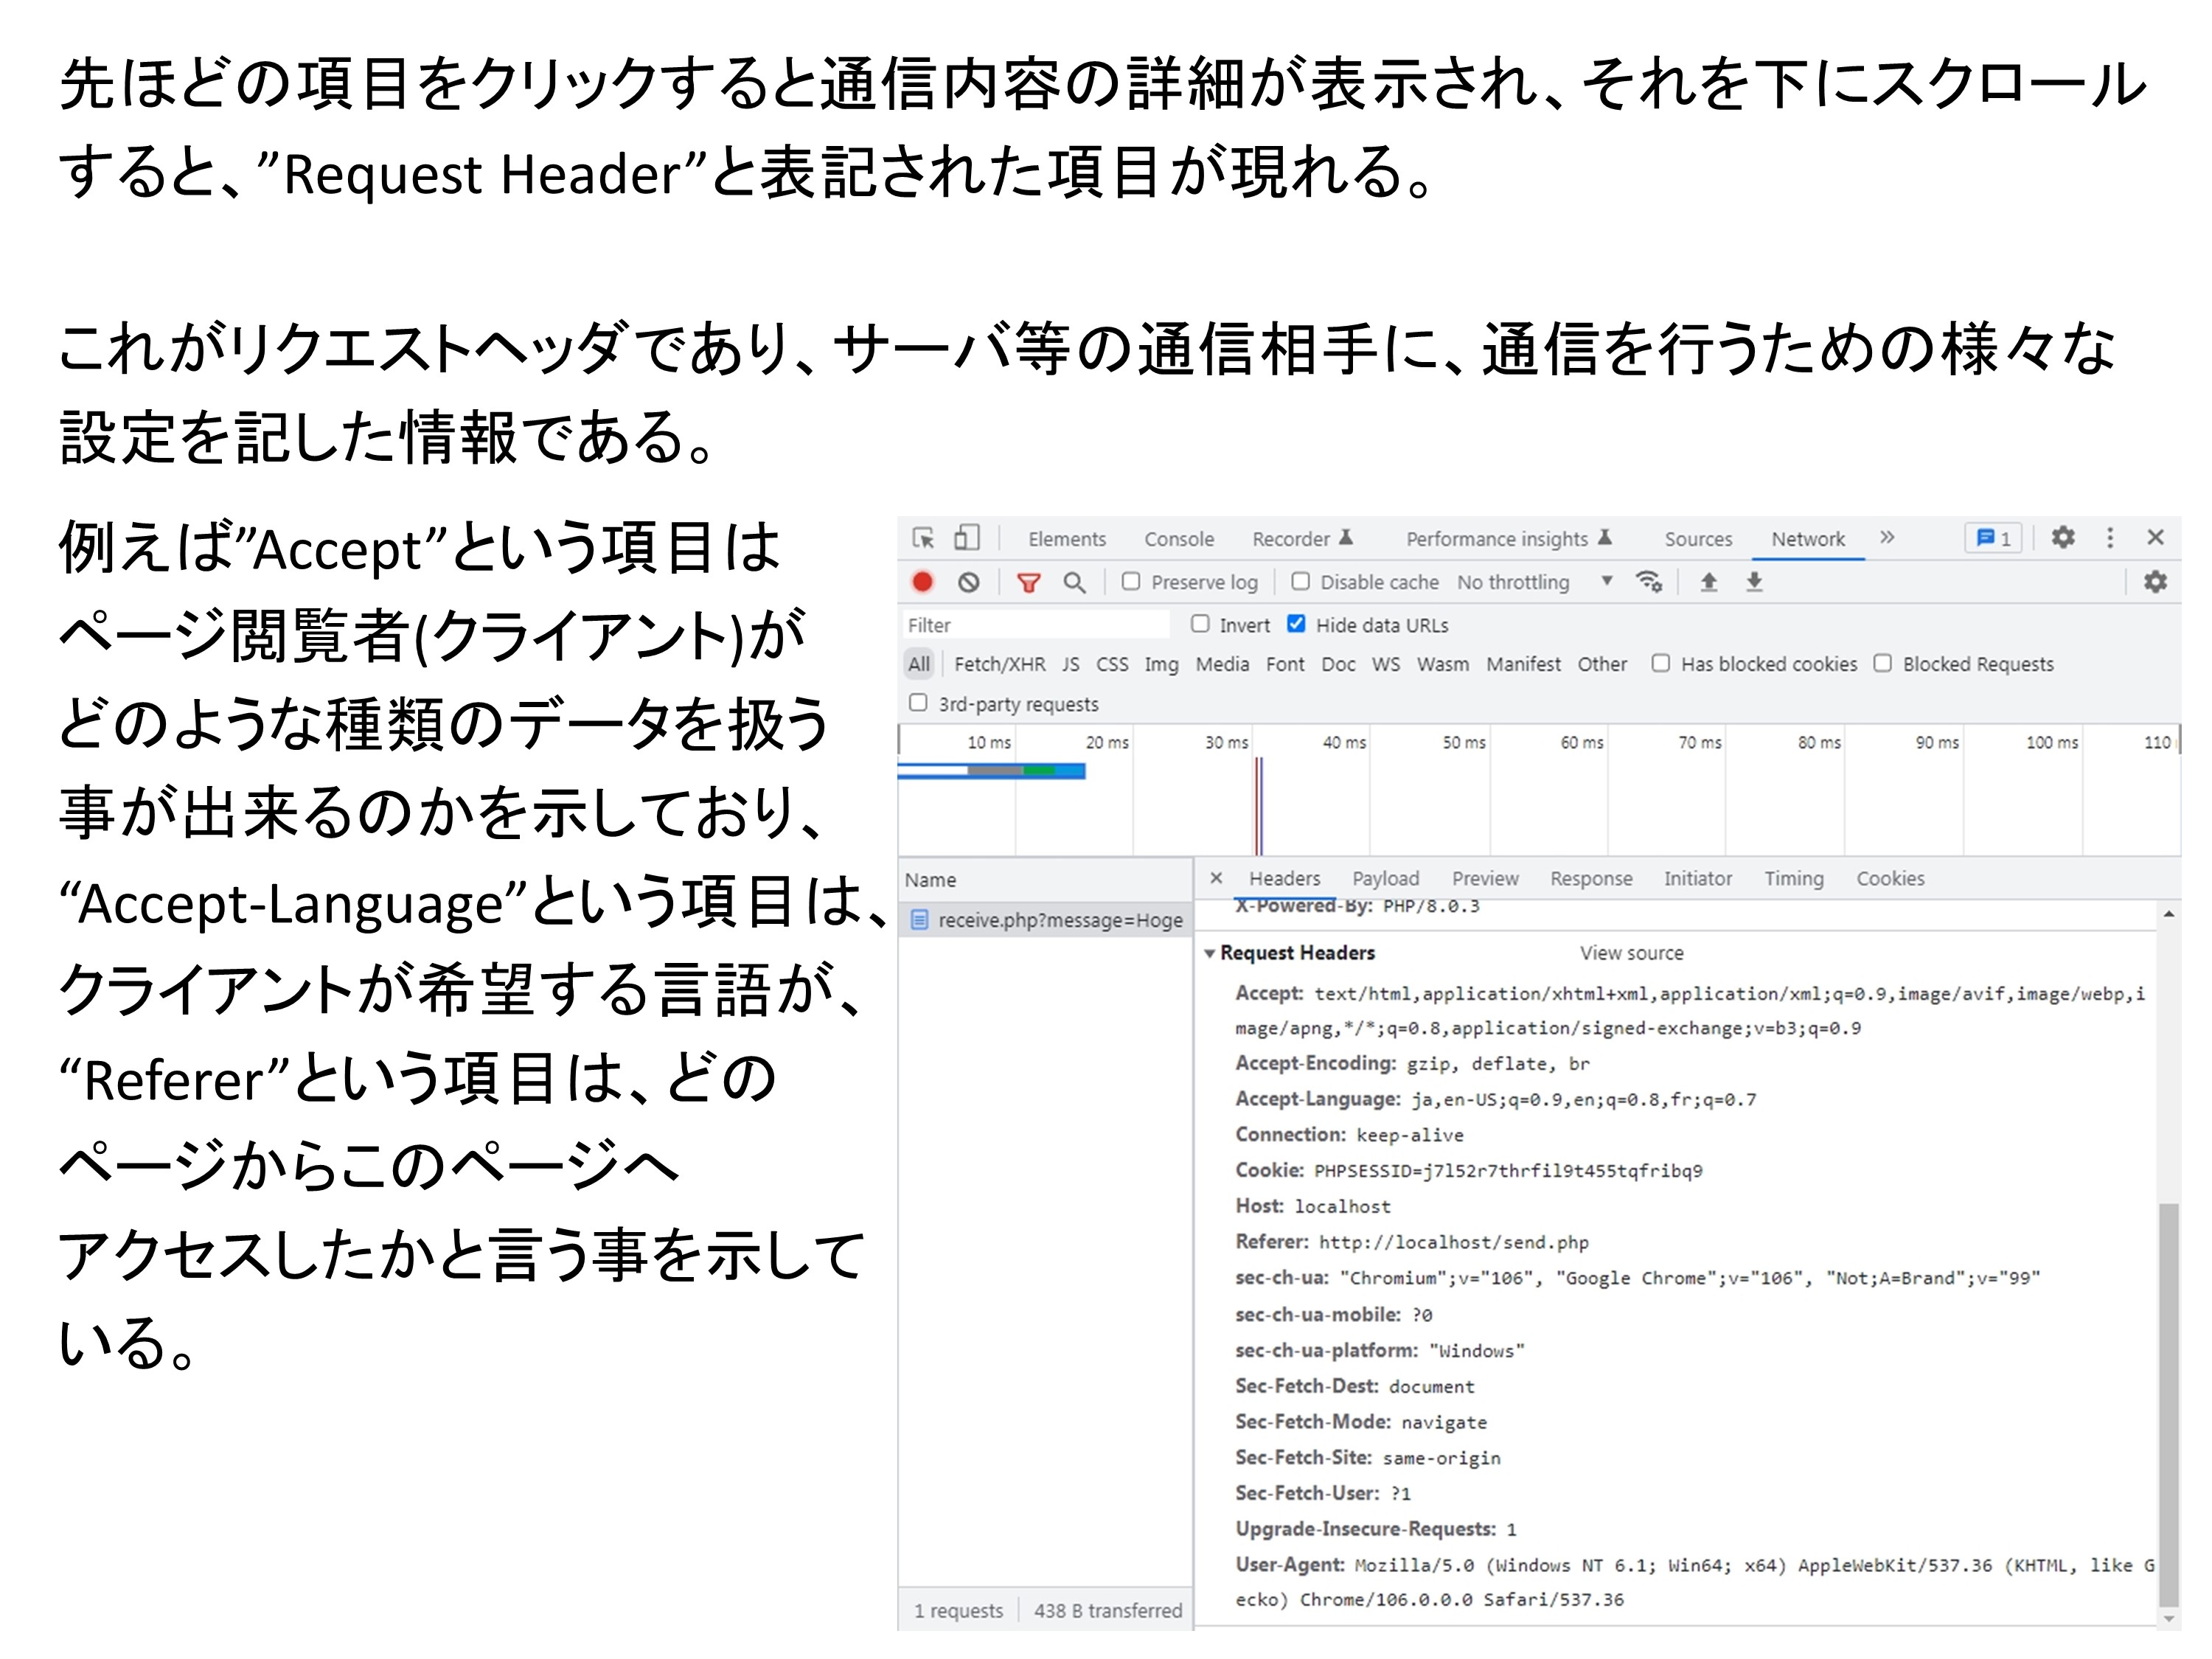 先ほどの項目をクリックすると通信内容の詳細が表示され、それを下にスクロール
すると、”Request Header”と表記された項目が現れる。
これがリクエストヘッダであり、サーバ等の通信相手に、通信を行うための様々な
設定を記した情報である。
例えば”Accept”という項目は
ページ閲覧者(クライアント)が
どのような種類のデータを扱う
事が出来るのかを示しており、
“Accept-Language”という項目は、
クライアントが希望する言語が、
“Referer”という項目は、どの
ページからこのページへ
アクセスしたかと言う事を示して
いる。
Elements Console Recorder Performance insights Sources Network » 1
Preserve log Disable cache No throttling
Filter Invert Hide data URLs
All Fetch/XHR JS CSS Img Media Font Doc WS Wasm Manifest Other Has blocked cookies Blocked Requests
3rd-party requests
10 ms 20 ms 30 ms 40 ms 50 ms 60 ms 70 ms 80 ms 90 ms 100 ms 110
Name
receive.php?message=Hoge
1 requests 438 B transferred
Headers Payload Preview Response Initiator Timing Cookies
X-Powered-By: PHP/8.0.3
Request Headers View source
Accept: text/html,application/xhtml+xml,application/xml;q=0.9,image/avif,image/webp,i
mage/apng,*/*;q=0.8,application/signed-exchange;v=b3;q=0.9
Accept-Encoding: gzip, deflate, br
Accept-Language: ja,en-US;q=0.9,en;q=0.8,fr;q=0.7
Connection: keep-alive
Cookie: PHPSESSID=j7l52r7thrfil9t455tqfribq9
Host: localhost
Referer: http://localhost/send.php
sec-ch-ua: "Chromium";v="106", "Google Chrome";v="106", "Not;A=Brand";v="99"
sec-ch-ua-mobile: ?0
sec-ch-ua-platform: "Windows"
Sec-Fetch-Dest: document
Sec-Fetch-Mode: navigate
Sec-Fetch-Site: same-origin
Sec-Fetch-User: ?1
Upgrade-Insecure-Requests: 1
User-Agent: Mozilla/5.0 (Windows NT 6.1; Win64; x64) AppleWebKit/537.36 (KHTML, like G
ecko) Chrome/106.0.0.0 Safari/537.36